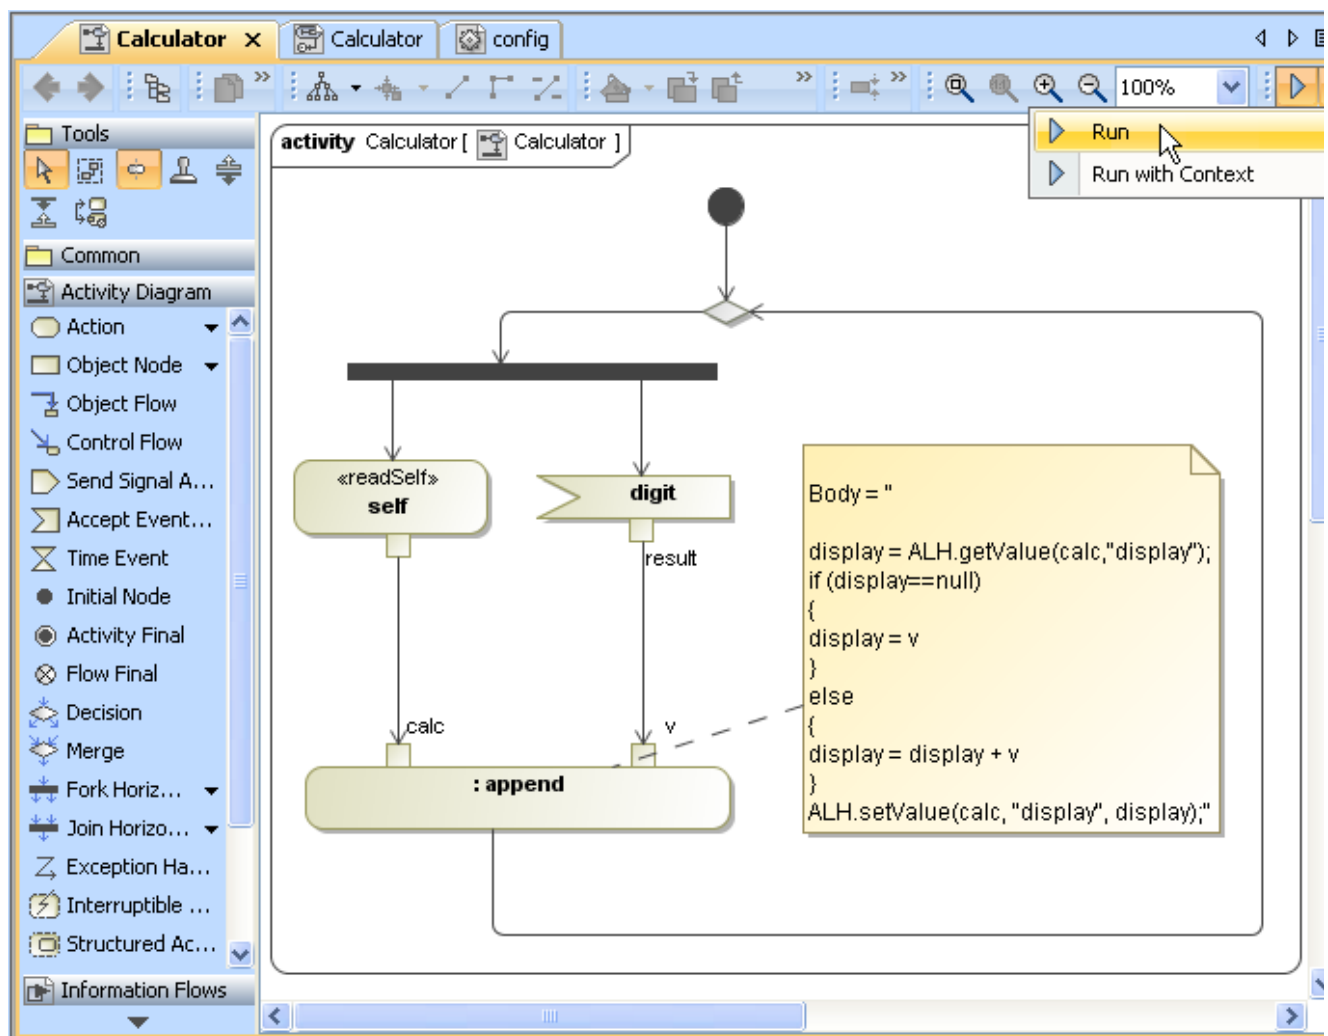 Calculator X
Calculator
config
100%
Run
Run with Context
Tools
Common
Activity Diagram
Action
Object Node
Object Flow
Control Flow
Send Signal A...
Accept Event...
Time Event
Initial Node
Activity Final
Flow Final
Decision
Merge
Fork Horiz...
Join Horizo...
Exception Ha...
Interruptible ...
Structured Ac...
Information Flows
activity Calculator [ Calculator ]
«readSelf»
self
digit
result
calc
v
: append
Body = "
display = ALH.getValue(calc,"display");
if (display==null)
{
display = v
}
else
{
display = display + v
}
ALH.setValue(calc, "display", display);"